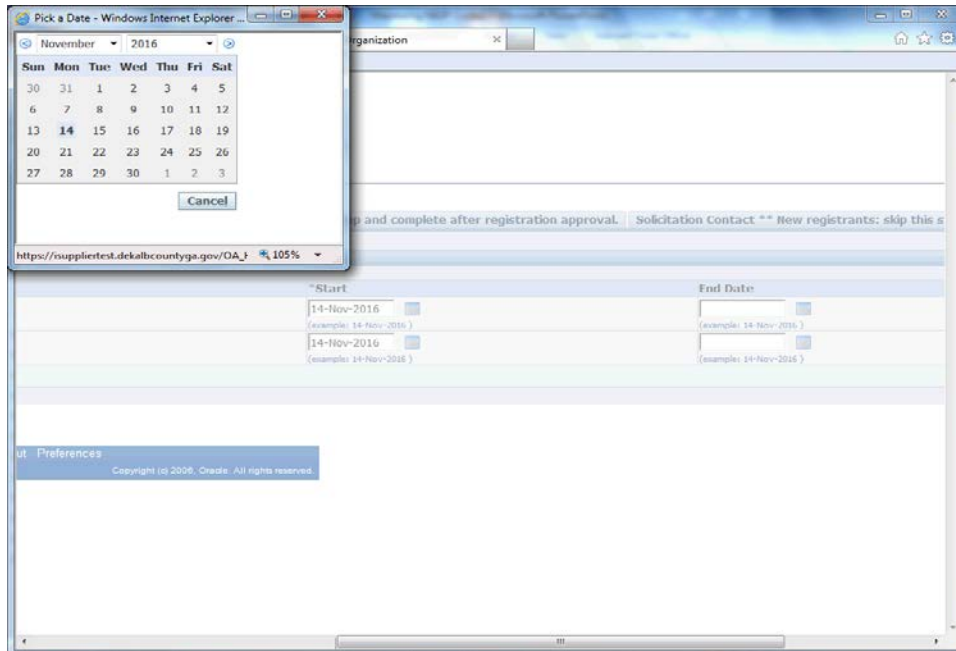 Pick a Date - Windows Internet Explorer ...
November 2016
Sun Mon Tue Wed Thu Fri Sat
30 31 1 2 3 4 5
6 7 8 9 10 11 12
13 14 15 16 17 18 19
20 21 22 23 24 25 26
27 28 29 30 1 2 3
Cancel
https://isuppliertest.dekalbcountyga.gov/OA_H 105%
rganization
p and complete after registration approval. Solicitation Contact ** New registrants: skip this s
*Start End Date
14-Nov-2016
(example: 14-Nov-2016 ) (example: 14-Nov-2016 )
14-Nov-2016
(example: 14-Nov-2016 ) (example: 14-Nov-2016 )
ut Preferences
Copyright (c) 2006, Oracle. All rights reserved.